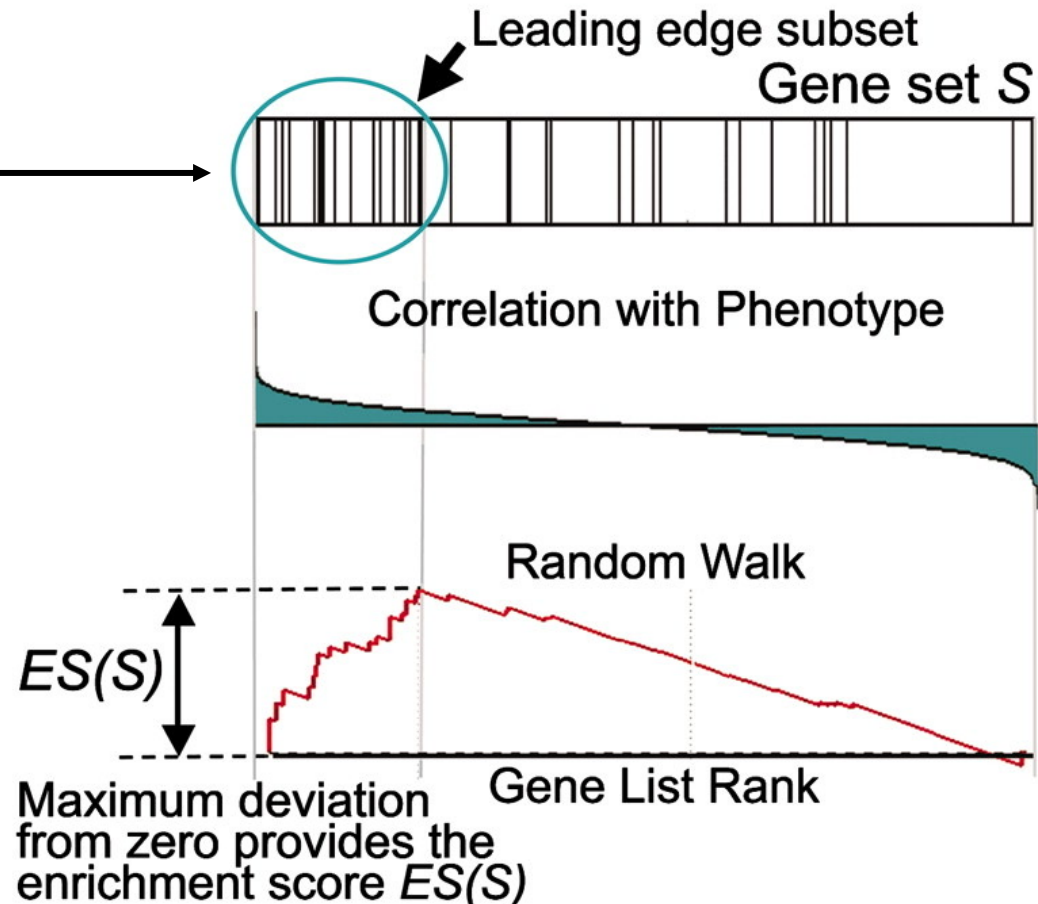 Leading edge subset
Gene set S
Correlation with Phenotype
Random Walk
ES(S)
Gene List Rank
Maximum deviation
from zero provides the
enrichment score ES(S)